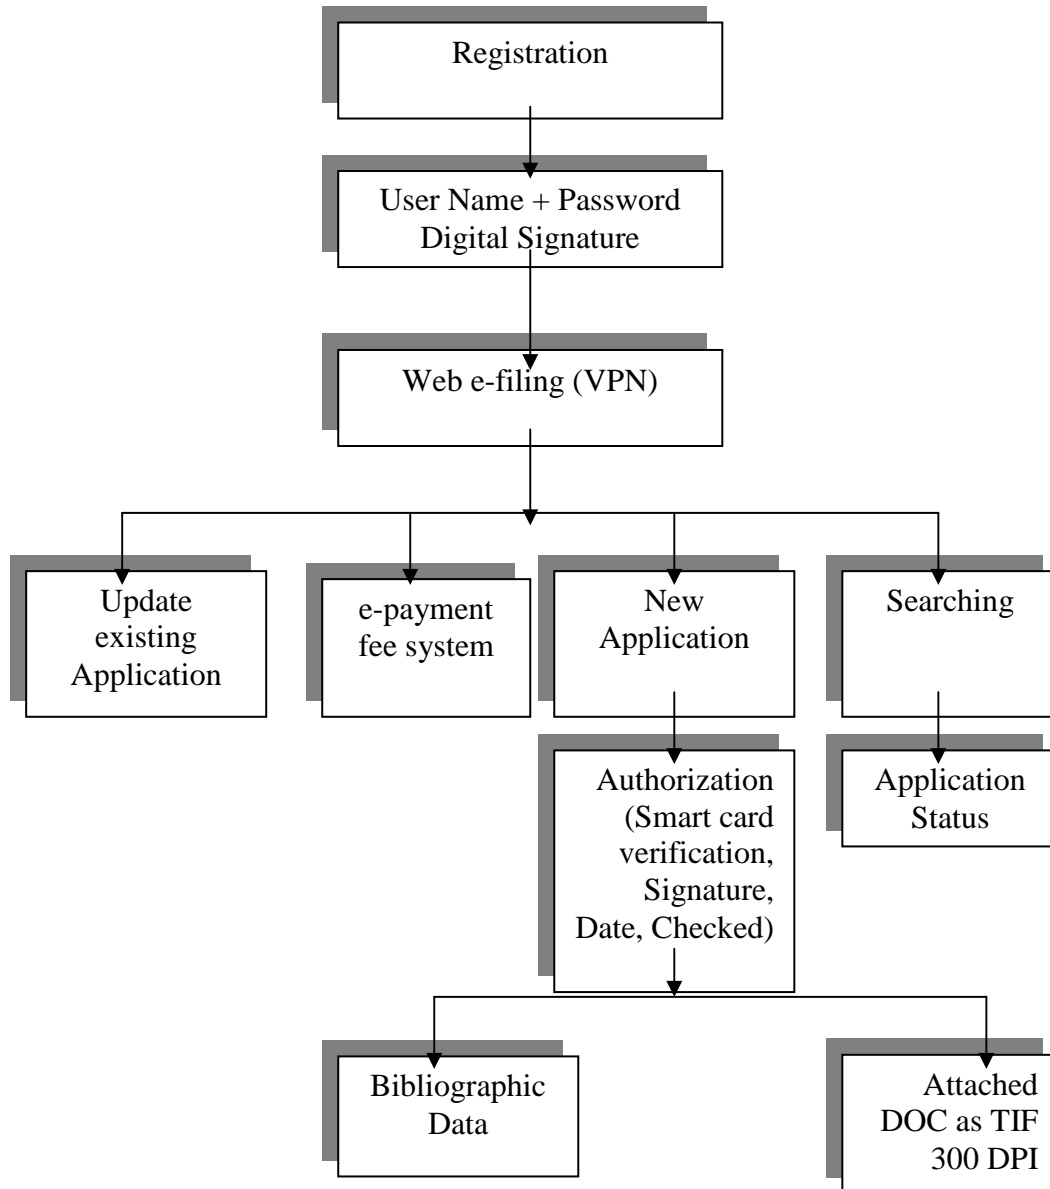 Registration
User Name + Password
Digital Signature
Web e-filing (VPN)
Update
existing
Application
e-payment
fee system
New
Application
Searching
Authorization
(Smart card
verification,
Signature,
Date, Checked)
Application
Status
Bibliographic
Data
Attached
DOC as TIF
300 DPI